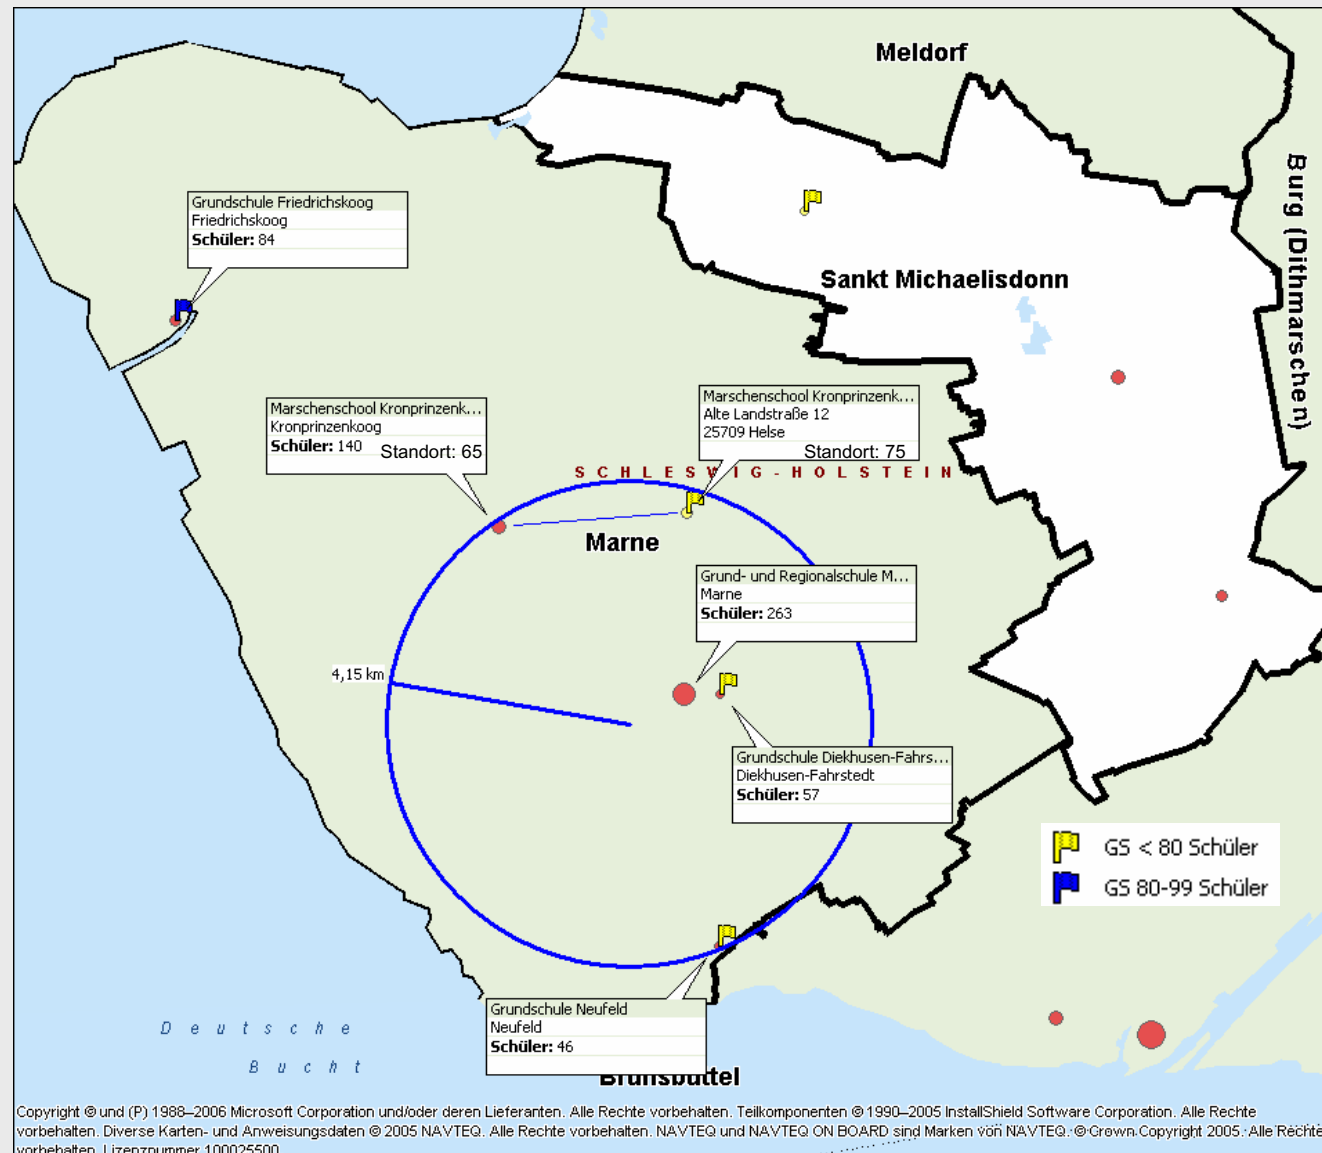 Meldorf
Burg (Dithmarschen)
Grundschule Friedrichskoog
Friedrichskoog
Schüler: 84
Sankt Michaelisdonn
Marschenschool Kronprinzenk...
Kronprinzenkoog
Schüler: 140
Standort: 65
Marschenschool Kronprinzenk...
Alte Landstraße 12
25709 Helse
Standort: 75
SCHLESWIG-HOLSTEIN
Marne
Grund- und Regionalschule M...
Marne
Schüler: 263
4,15 km
Grundschule Diekhusen-Fahrs...
Diekhusen-Fahrstedt
Schüler: 57
GS < 80 Schüler
GS 80-99 Schüler
Grundschule Neufeld
Neufeld
Schüler: 46
Deutsche
Bucht
Brunsbüttel
Copyright © und (P) 1988–2006 Microsoft Corporation und/oder deren Lieferanten. Alle Rechte vorbehalten. Teilkomponenten © 1990–2005 InstallShield Software Corporation. Alle Rechte
vorbehalten. Diverse Karten- und Anweisungsdaten © 2005 NAVTEQ. Alle Rechte vorbehalten. NAVTEQ und NAVTEQ ON BOARD sind Marken von NAVTEQ. © Crown Copyright 2005. Alle Rechte
vorbehalten. Lizenznummer 100025500.